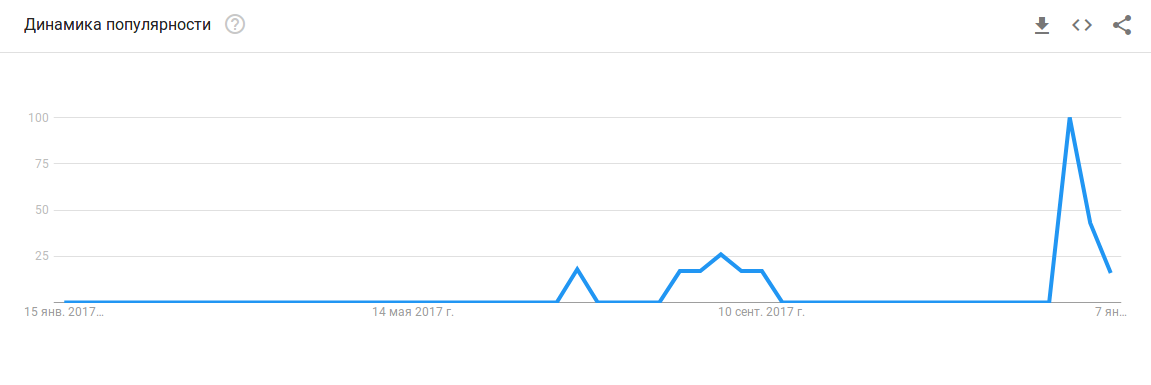 Динамика популярности ?
100
75
50
25
15 янв. 2017…
14 мая 2017 г.
10 сент. 2017 г.
7 ян…